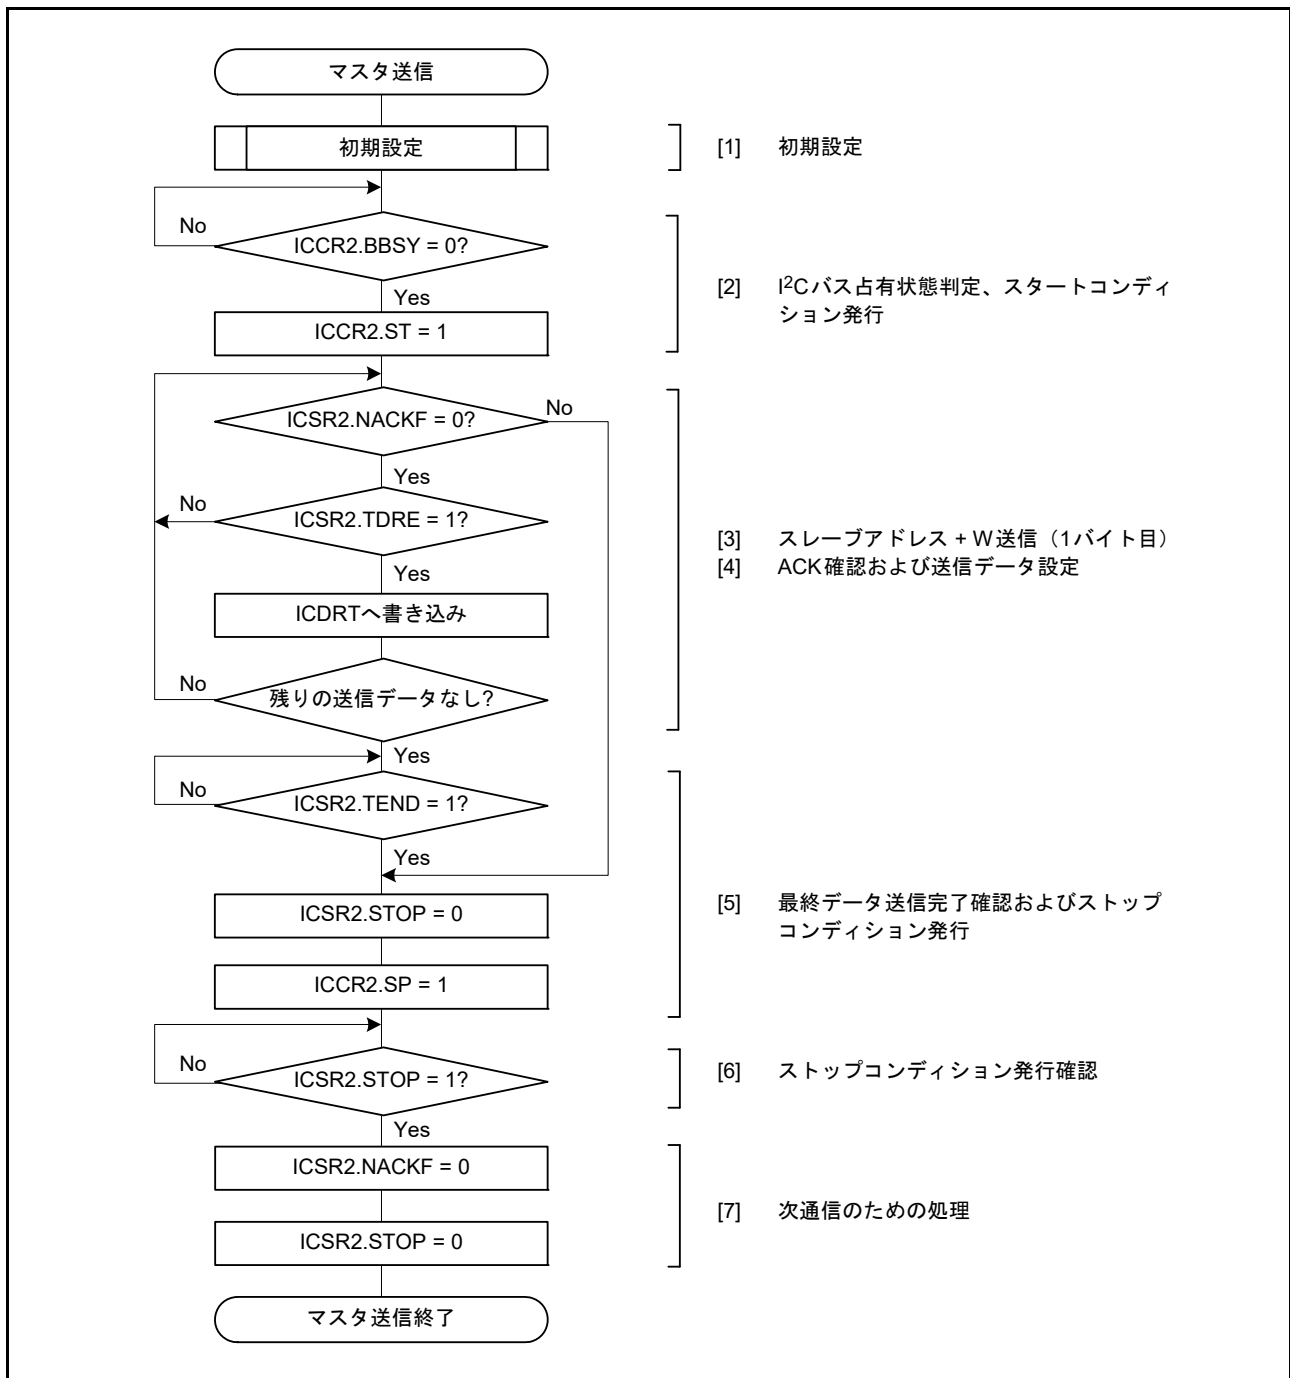 マスタ送信
初期設定
[1] 初期設定
No
ICCR2.BBSY = 0?
Yes
ICCR2.ST = 1
[2] I2Cバス占有状態判定、スタートコンディ
ション発行
ICSR2.NACKF = 0?
No
Yes
No
ICSR2.TDRE = 1?
Yes
ICDRTへ書き込み
No
残りの送信データなし?
[3] スレーブアドレス + W送信（1バイト目）
[4] ACK確認および送信データ設定
Yes
No
ICSR2.TEND = 1?
Yes
ICSR2.STOP = 0
ICCR2.SP = 1
[5] 最終データ送信完了確認およびストップ
コンディション発行
No
ICSR2.STOP = 1?
[6] ストップコンディション発行確認
Yes
ICSR2.NACKF = 0
ICSR2.STOP = 0
[7] 次通信のための処理
マスタ送信終了